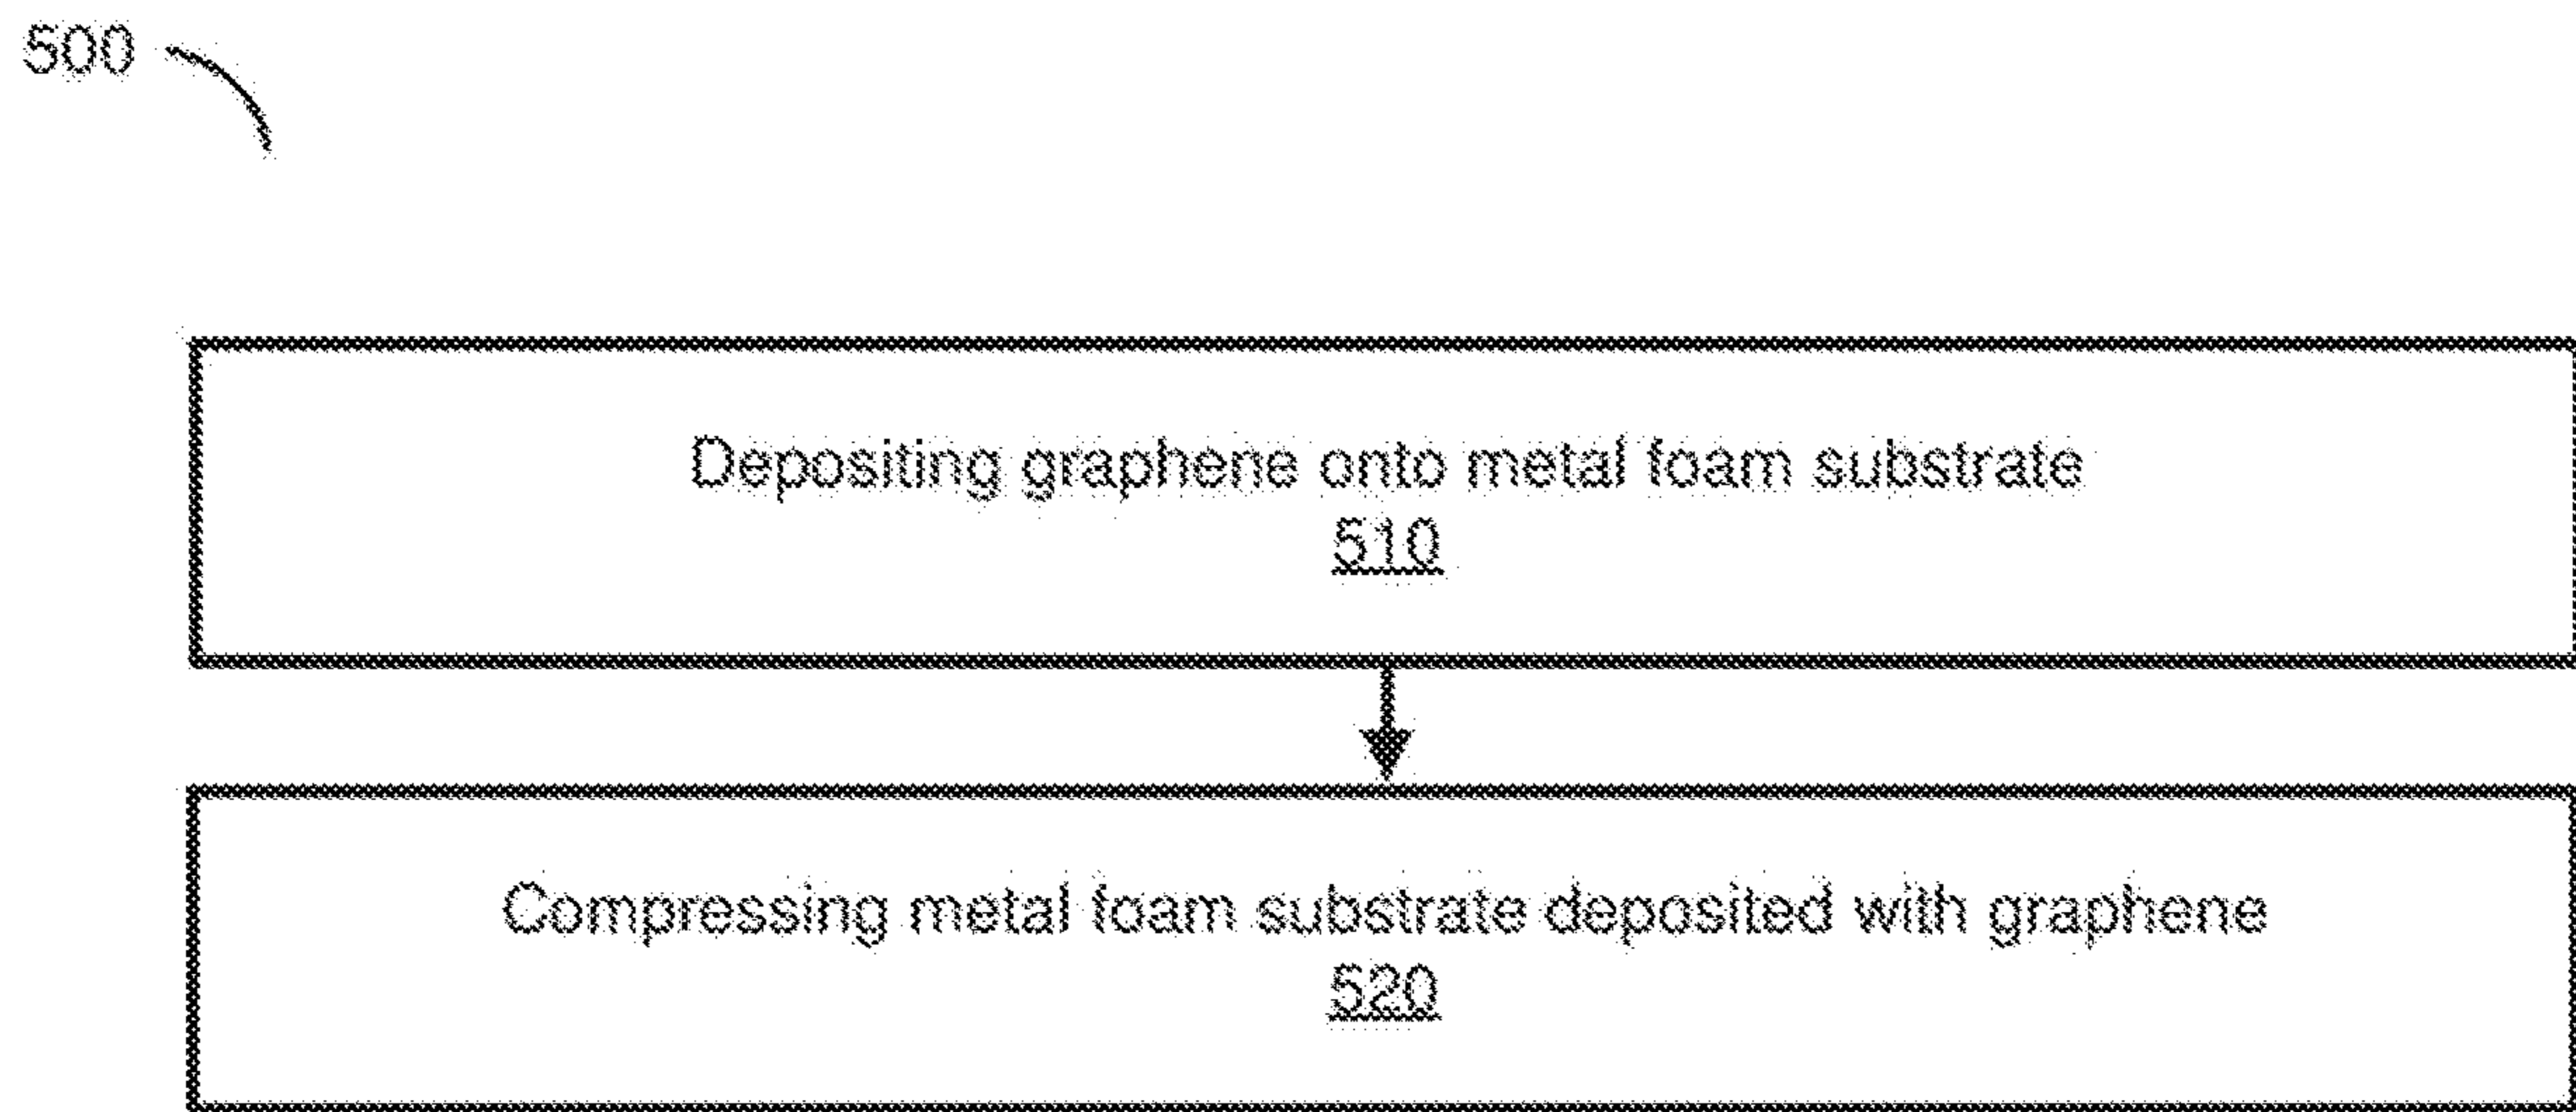 500
Depositing graphene onto metal foam substrate
510
Compressing metal foam substrate deposited with graphene
520